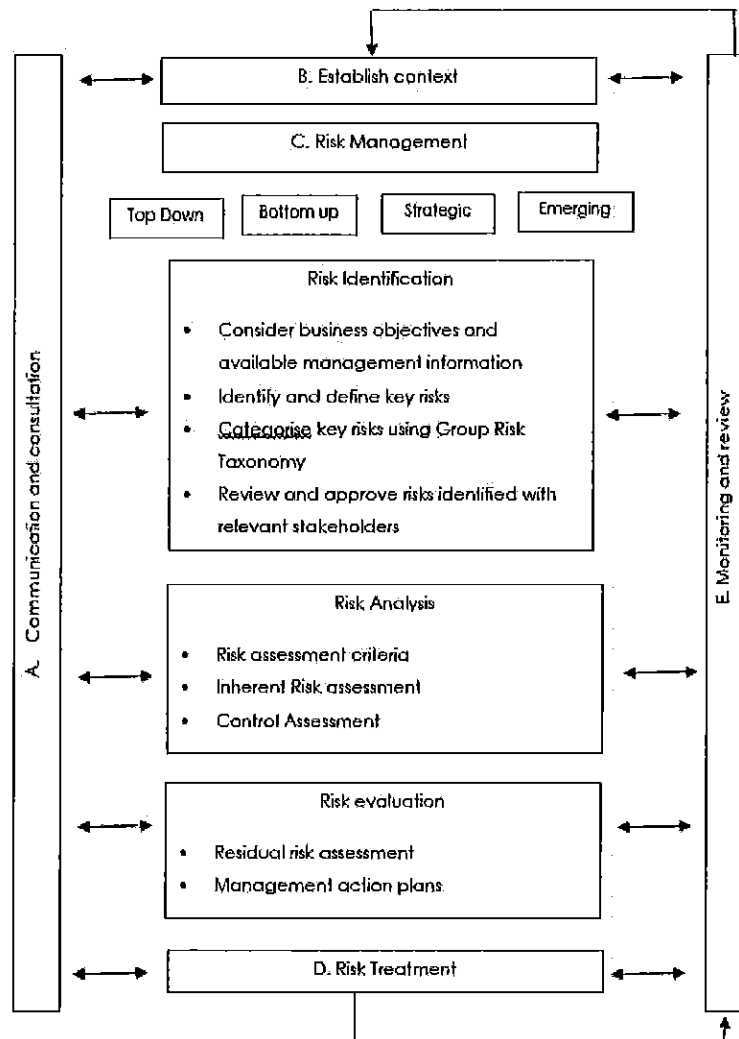 B. Establish context
C. Risk Management
Top Down
Bottom up
Strategic
Emerging
Risk Identification
• Consider business objectives and
available management information
• Identify and define key risks
• Categorise key risks using Group Risk
Taxonomy
• Review and approve risks identified with
relevant stakeholders
A. Communication and consultation
E. Monitoring and review
Risk Analysis
• Risk assessment criteria
• Inherent Risk assessment
• Control Assessment
Risk evaluation
• Residual risk assessment
• Management action plans
D. Risk Treatment